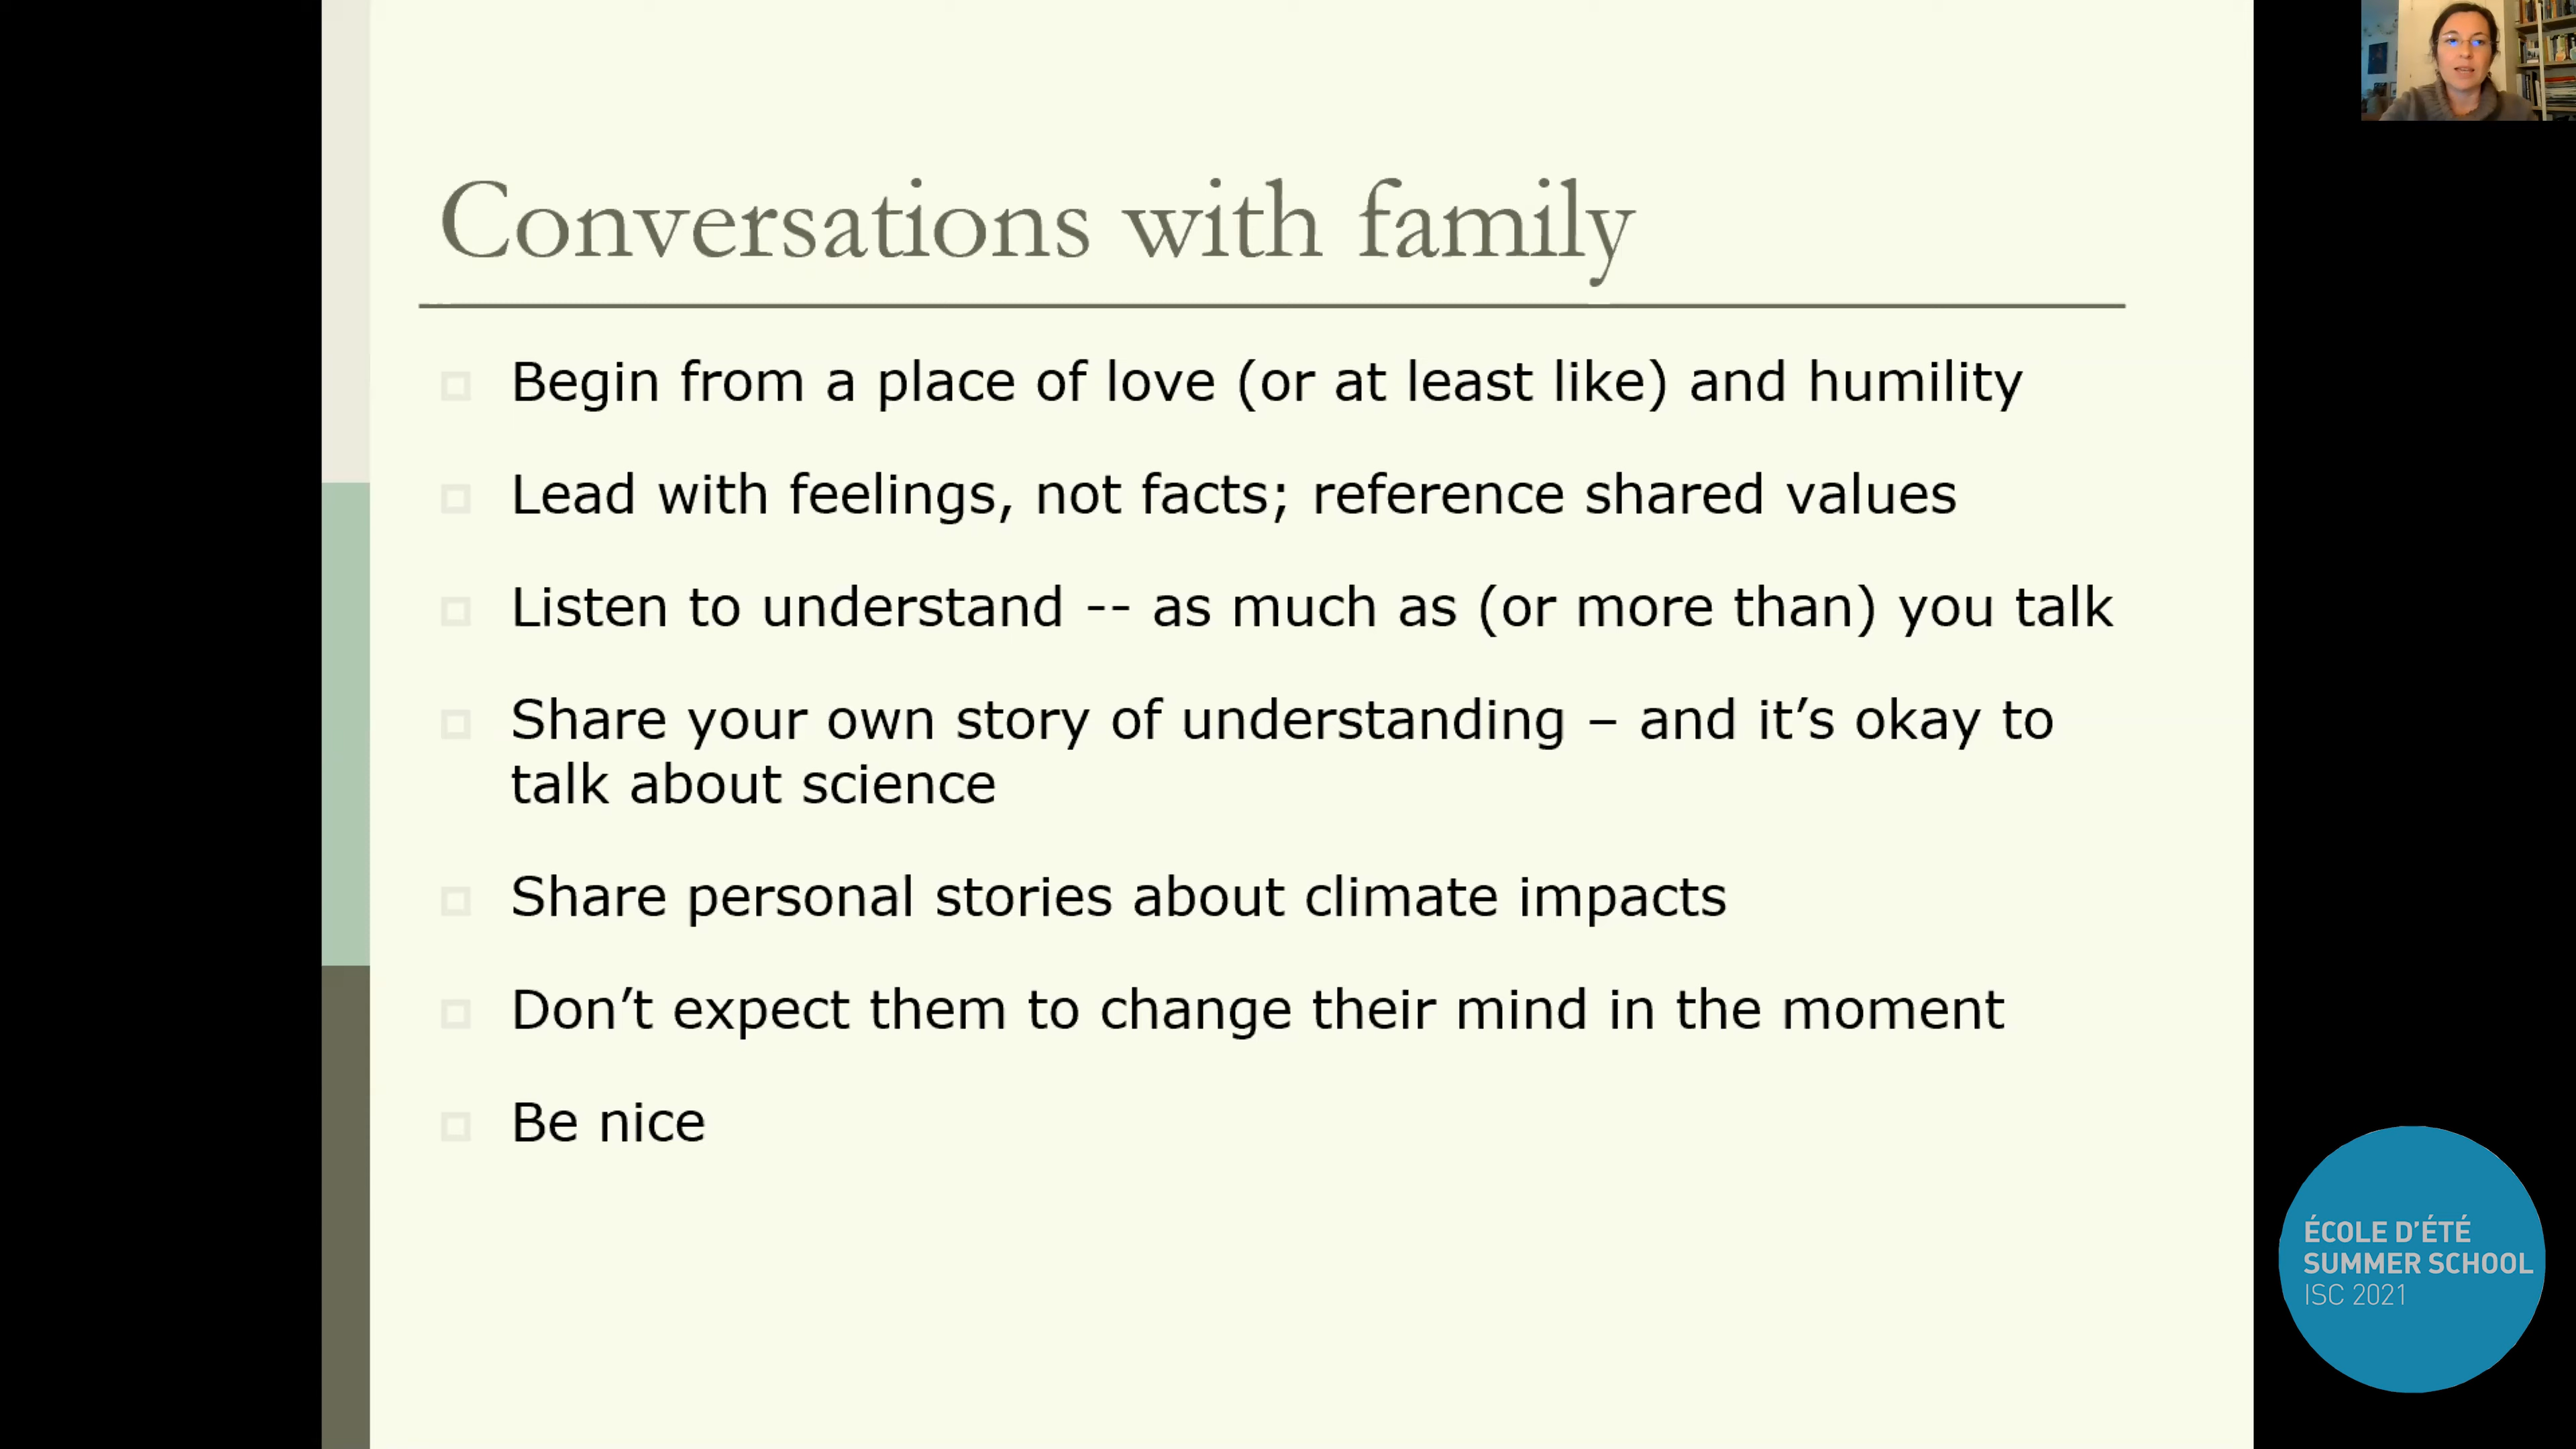 Conversations with family
Begin from a place of love (or at least like) and humility
Lead with feelings, not facts; reference shared values
Listen to understand -- as much as (or more than) you talk
Share your own story of understanding – and it’s okay to
talk about science
Share personal stories about climate impacts
Don’t expect them to change their mind in the moment
Be nice
ÉCOLE D’ÉTÉ
SUMMER SCHOOL
ISC 2021